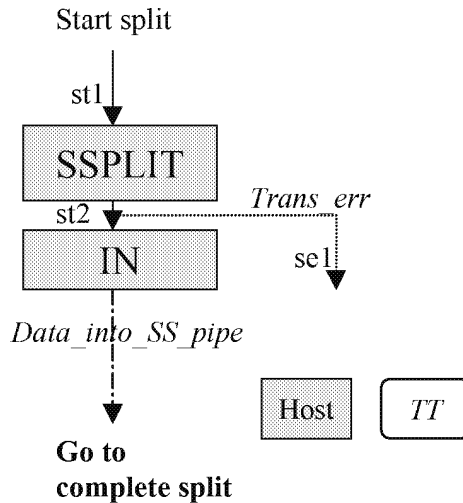 Start split
st1
SSPLIT
st2
Trans_err
IN
se1
Data_into_SS_pipe
Host
TT
Go to
complete split